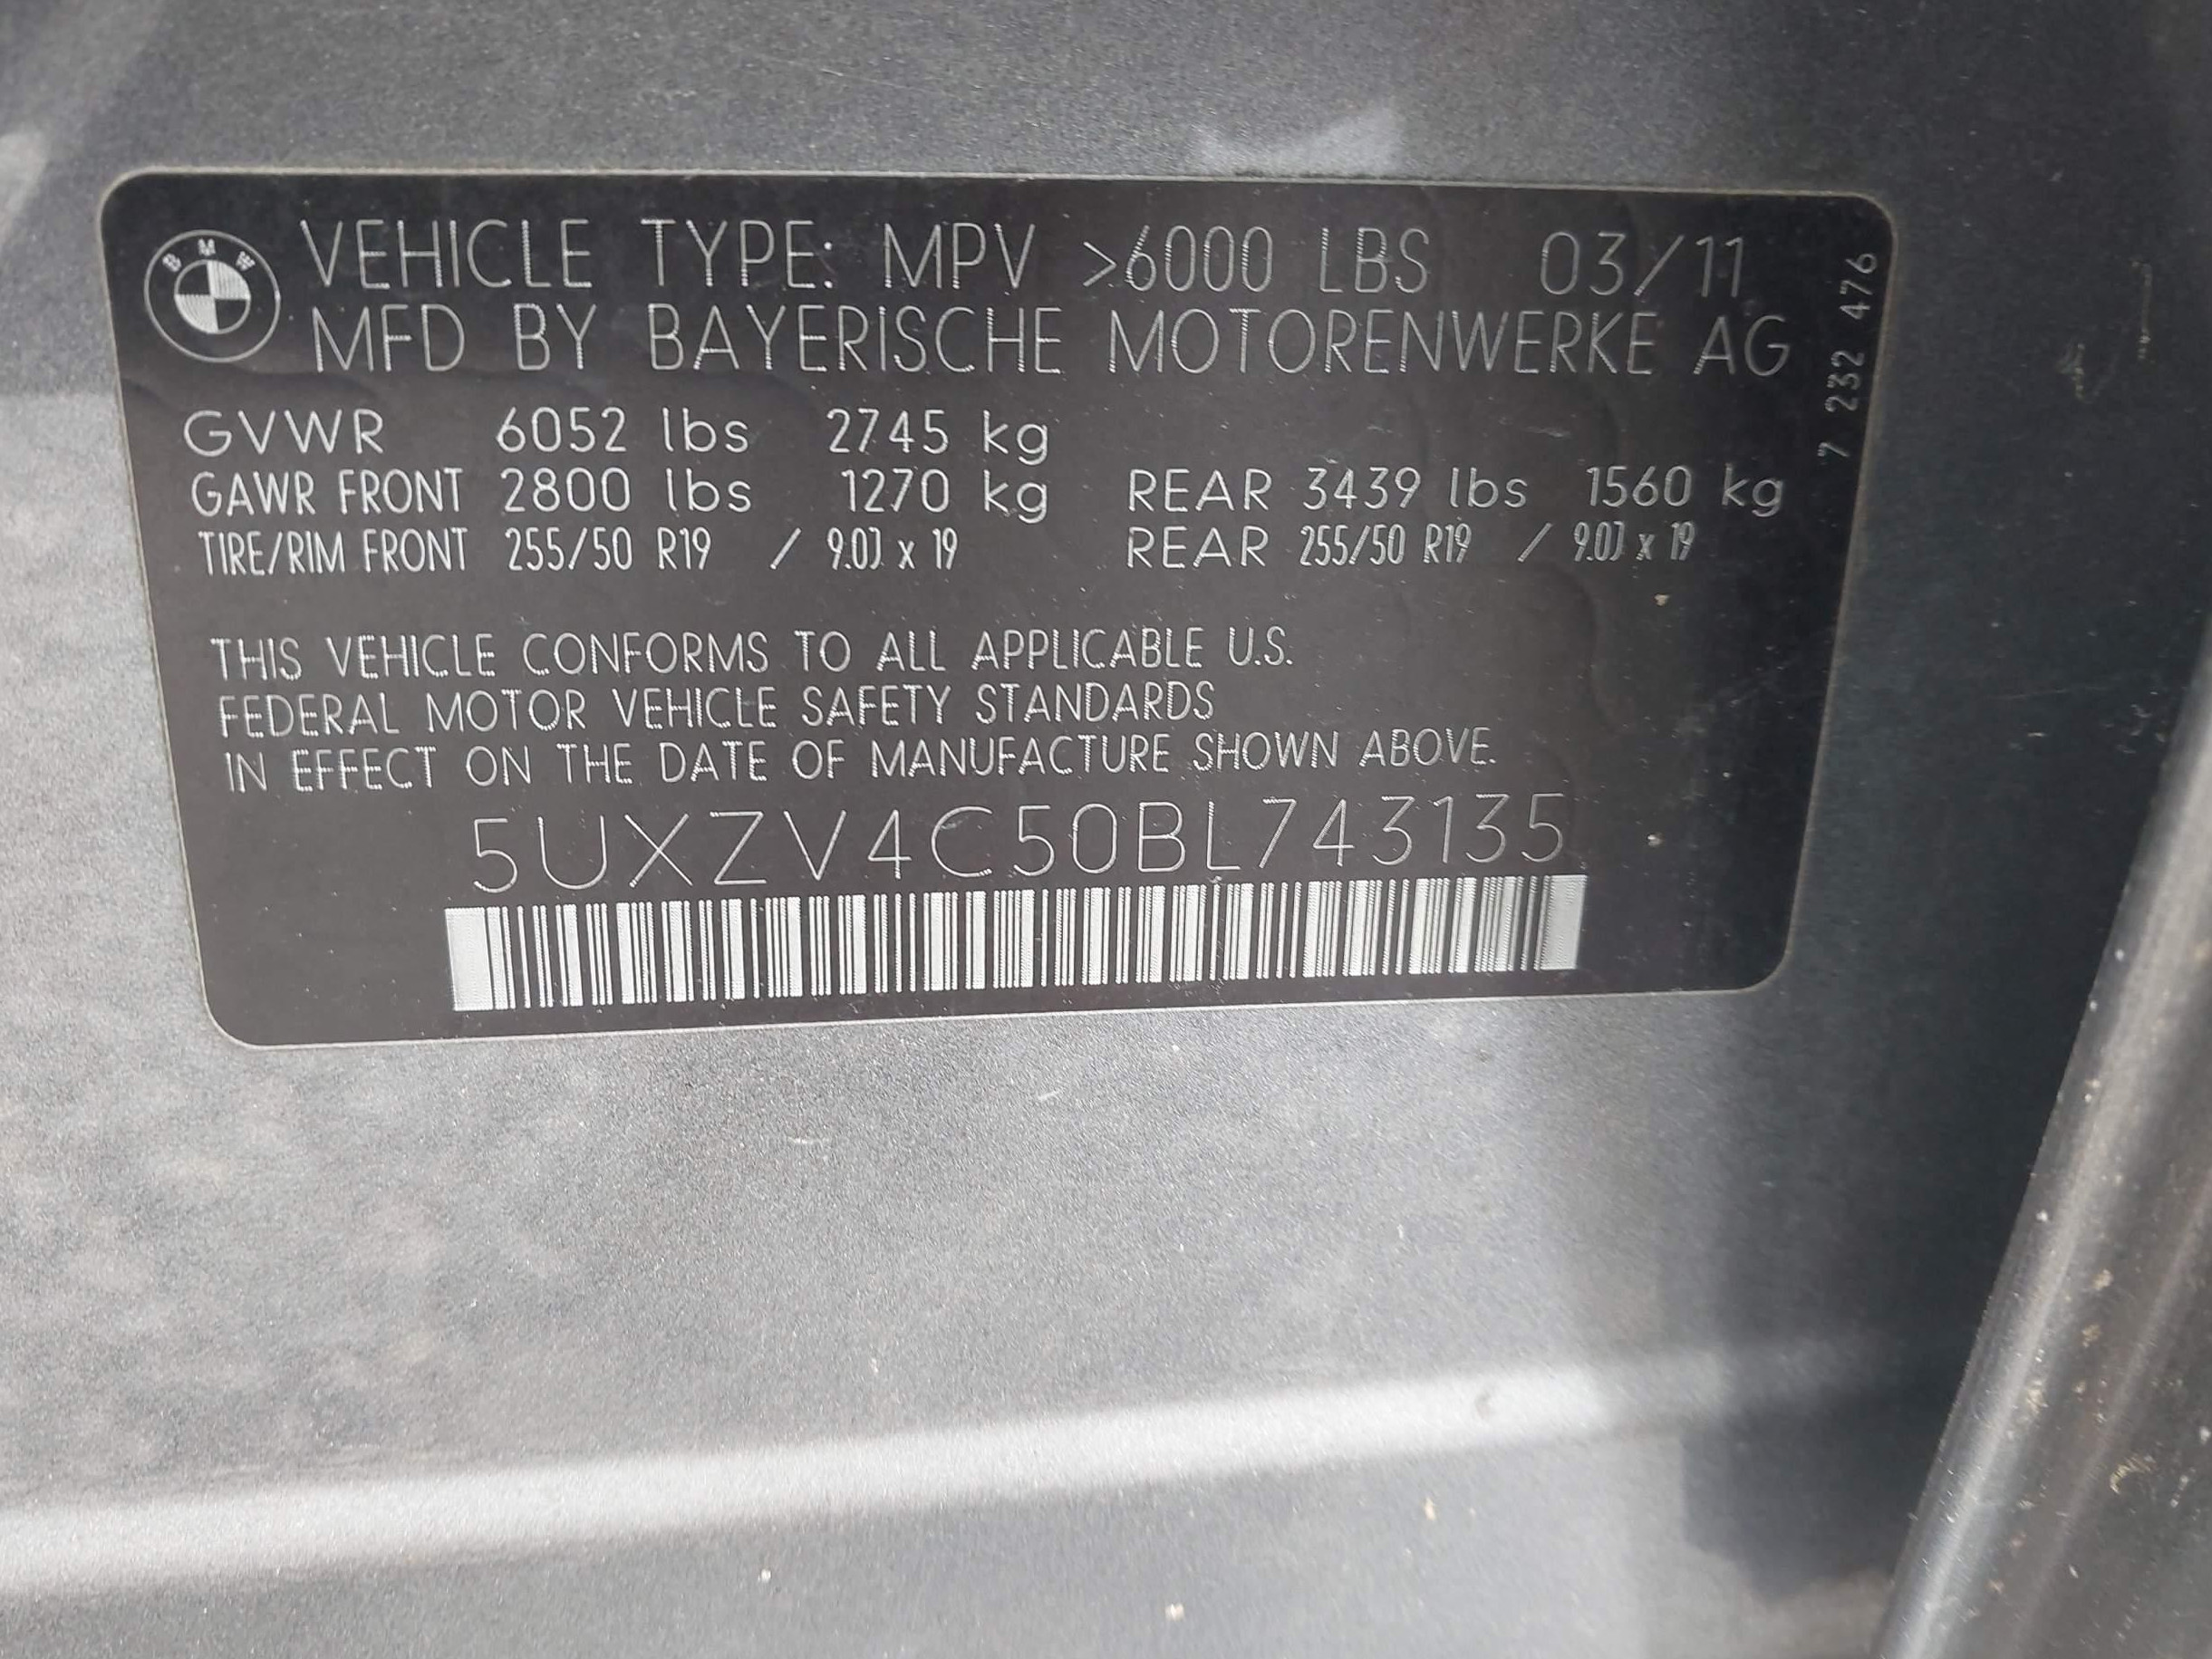 BMW
VEHICLE TYPE: MPV >6000 LBS 03/11
MFD BY BAYERISCHE MOTORENWERKE AG
7 232 476
GVWR 6052 lbs 2745 kg
GAWR FRONT 2800 lbs 1270 kg REAR 3439 lbs 1560 kg
TIRE/RIM FRONT 255/50 R19 / 9.0J x 19 REAR 255/50 R19 / 9.0J x 19
THIS VEHICLE CONFORMS TO ALL APPLICABLE U.S.
FEDERAL MOTOR VEHICLE SAFETY STANDARDS
IN EFFECT ON THE DATE OF MANUFACTURE SHOWN ABOVE.
5UXZV4C50BL743135